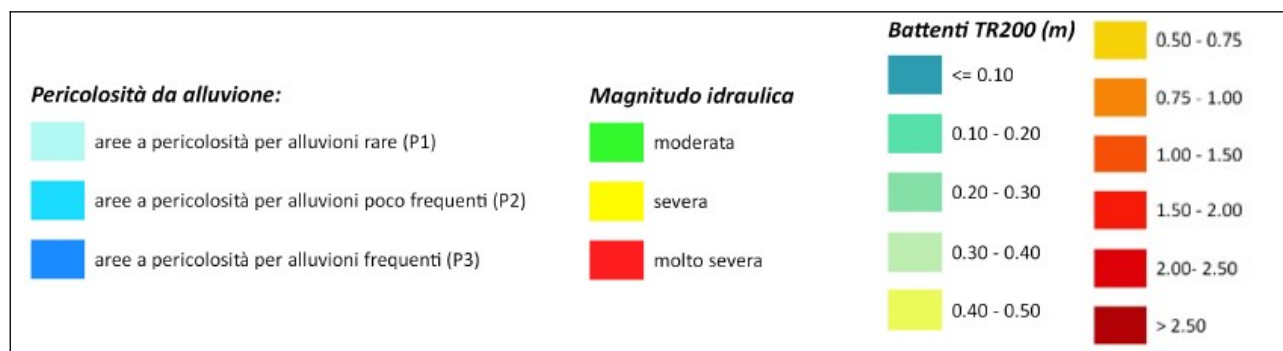 Pericolosità da alluvione:
aree a pericolosità per alluvioni rare (P1)
aree a pericolosità per alluvioni poco frequenti (P2)
aree a pericolosità per alluvioni frequenti (P3)
Magnitudo idraulica
moderata
severa
molto severa
Battenti TR200 (m)
<= 0.10
0.10 - 0.20
0.20 - 0.30
0.30 - 0.40
0.40 - 0.50
0.50 - 0.75
0.75 - 1.00
1.00 - 1.50
1.50 - 2.00
2.00- 2.50
> 2.50